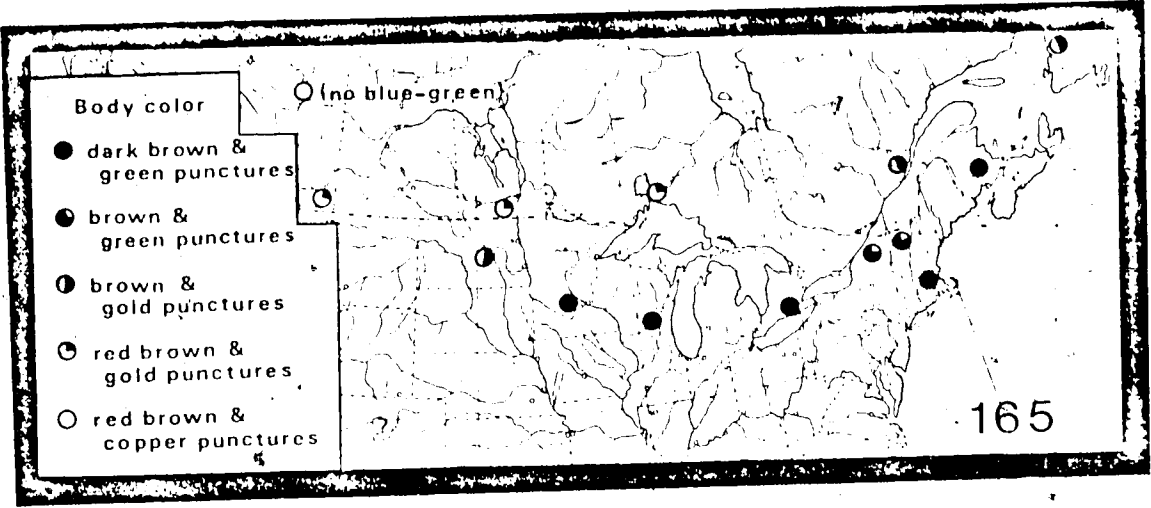 Body color
dark brown &
green punctures
brown &
green punctures
brown &
gold punctures
red brown &
gold punctures
red brown &
copper punctures
(no blue-green)
165